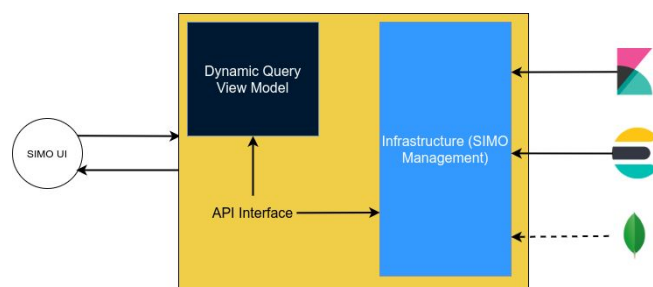 Dynamic Query
View Model
SIMO UI
Infrastructure (SIMO
Management)
API Interface